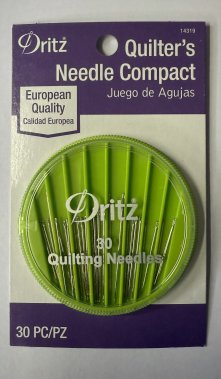 Dritz
14319
Quilter's
Needle Compact
Juego de Agujas
European
Quality
Calidad Europea
Dritz
30
Quilting Needles
30 PC/PZ